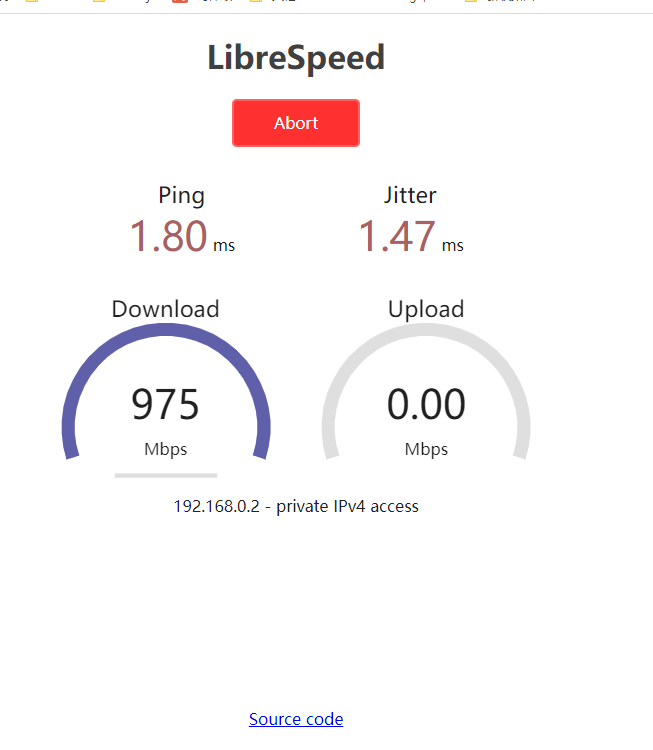 LibreSpeed
Abort
Ping
Jitter
1.80 ms
1.47 ms
Download
Upload
975
0.00
Mbps
Mbps
192.168.0.2 - private IPv4 access
Source code